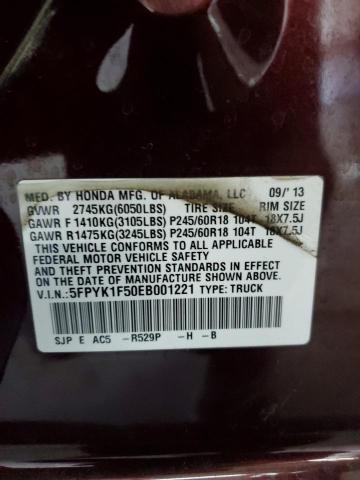 MFD. BY HONDA MFG. OF ALABAMA, LLC 09/' 13
GVWR 2745KG(6050LBS) TIRE SIZE RIM SIZE
GAWR F 1410KG(3105LBS) P245/60R18 104T 18X7.5J
GAWR R 1475KG(3245LBS) P245/60R18 104T 18X7.5J
THIS VEHICLE CONFORMS TO ALL APPLICABLE
FEDERAL MOTOR VEHICLE SAFETY
STANDARDS IN EFFECT ON THE
DATE OF MANUFACTURE SHOWN ABOVE.
V.I.N.:5FPYK1F50EB001221 TYPE: TRUCK
SJP E AC5 -R529P -H -B